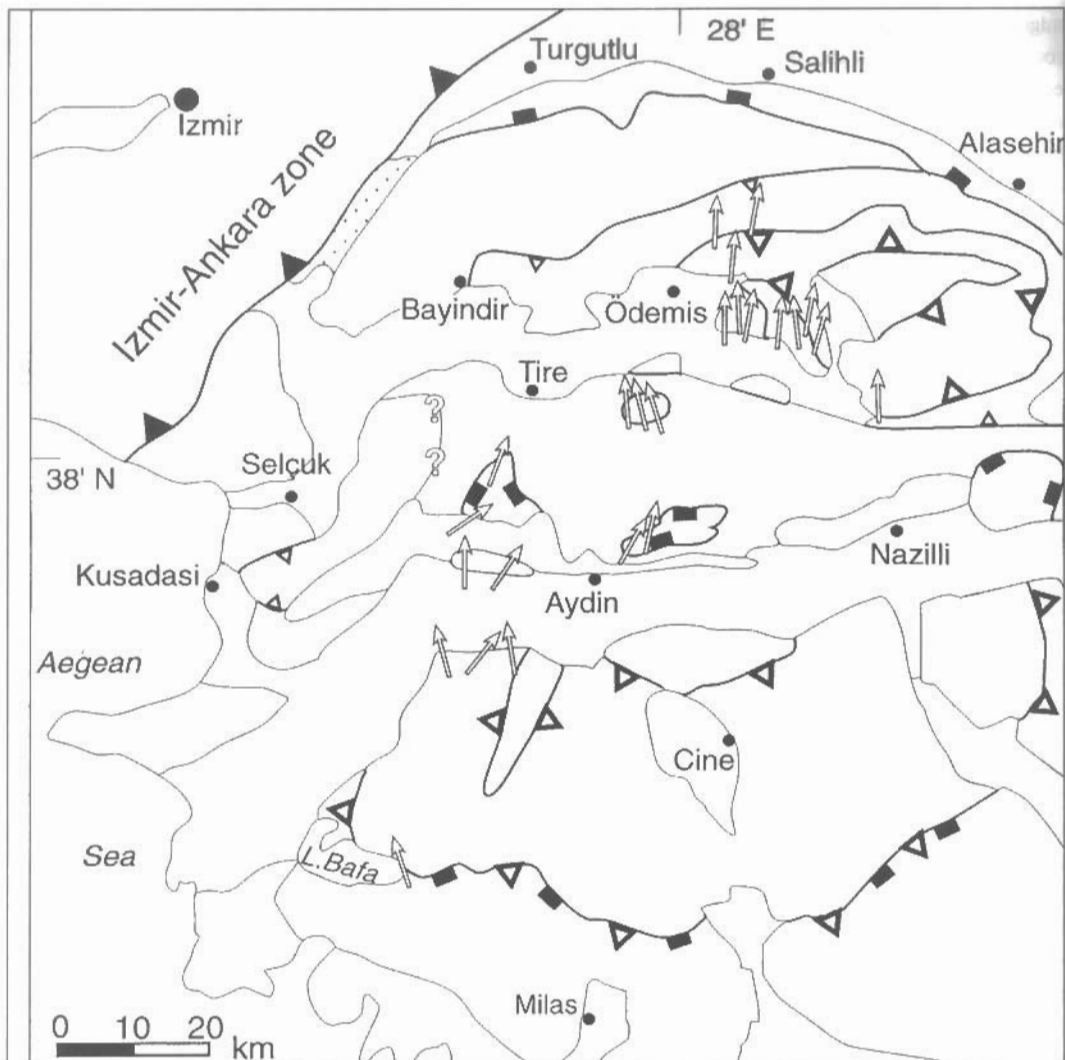 28' E
Turgutlu
Salihli
Izmir
Alasehir
Izmir-Ankara zone
Bayindir
Ödemis
Tire
?
?
38' N
Selçuk
Nazilli
Kusadasi
Aydin
Aegean
Cine
Sea
L.Bafa
Milas
0 10 20
km